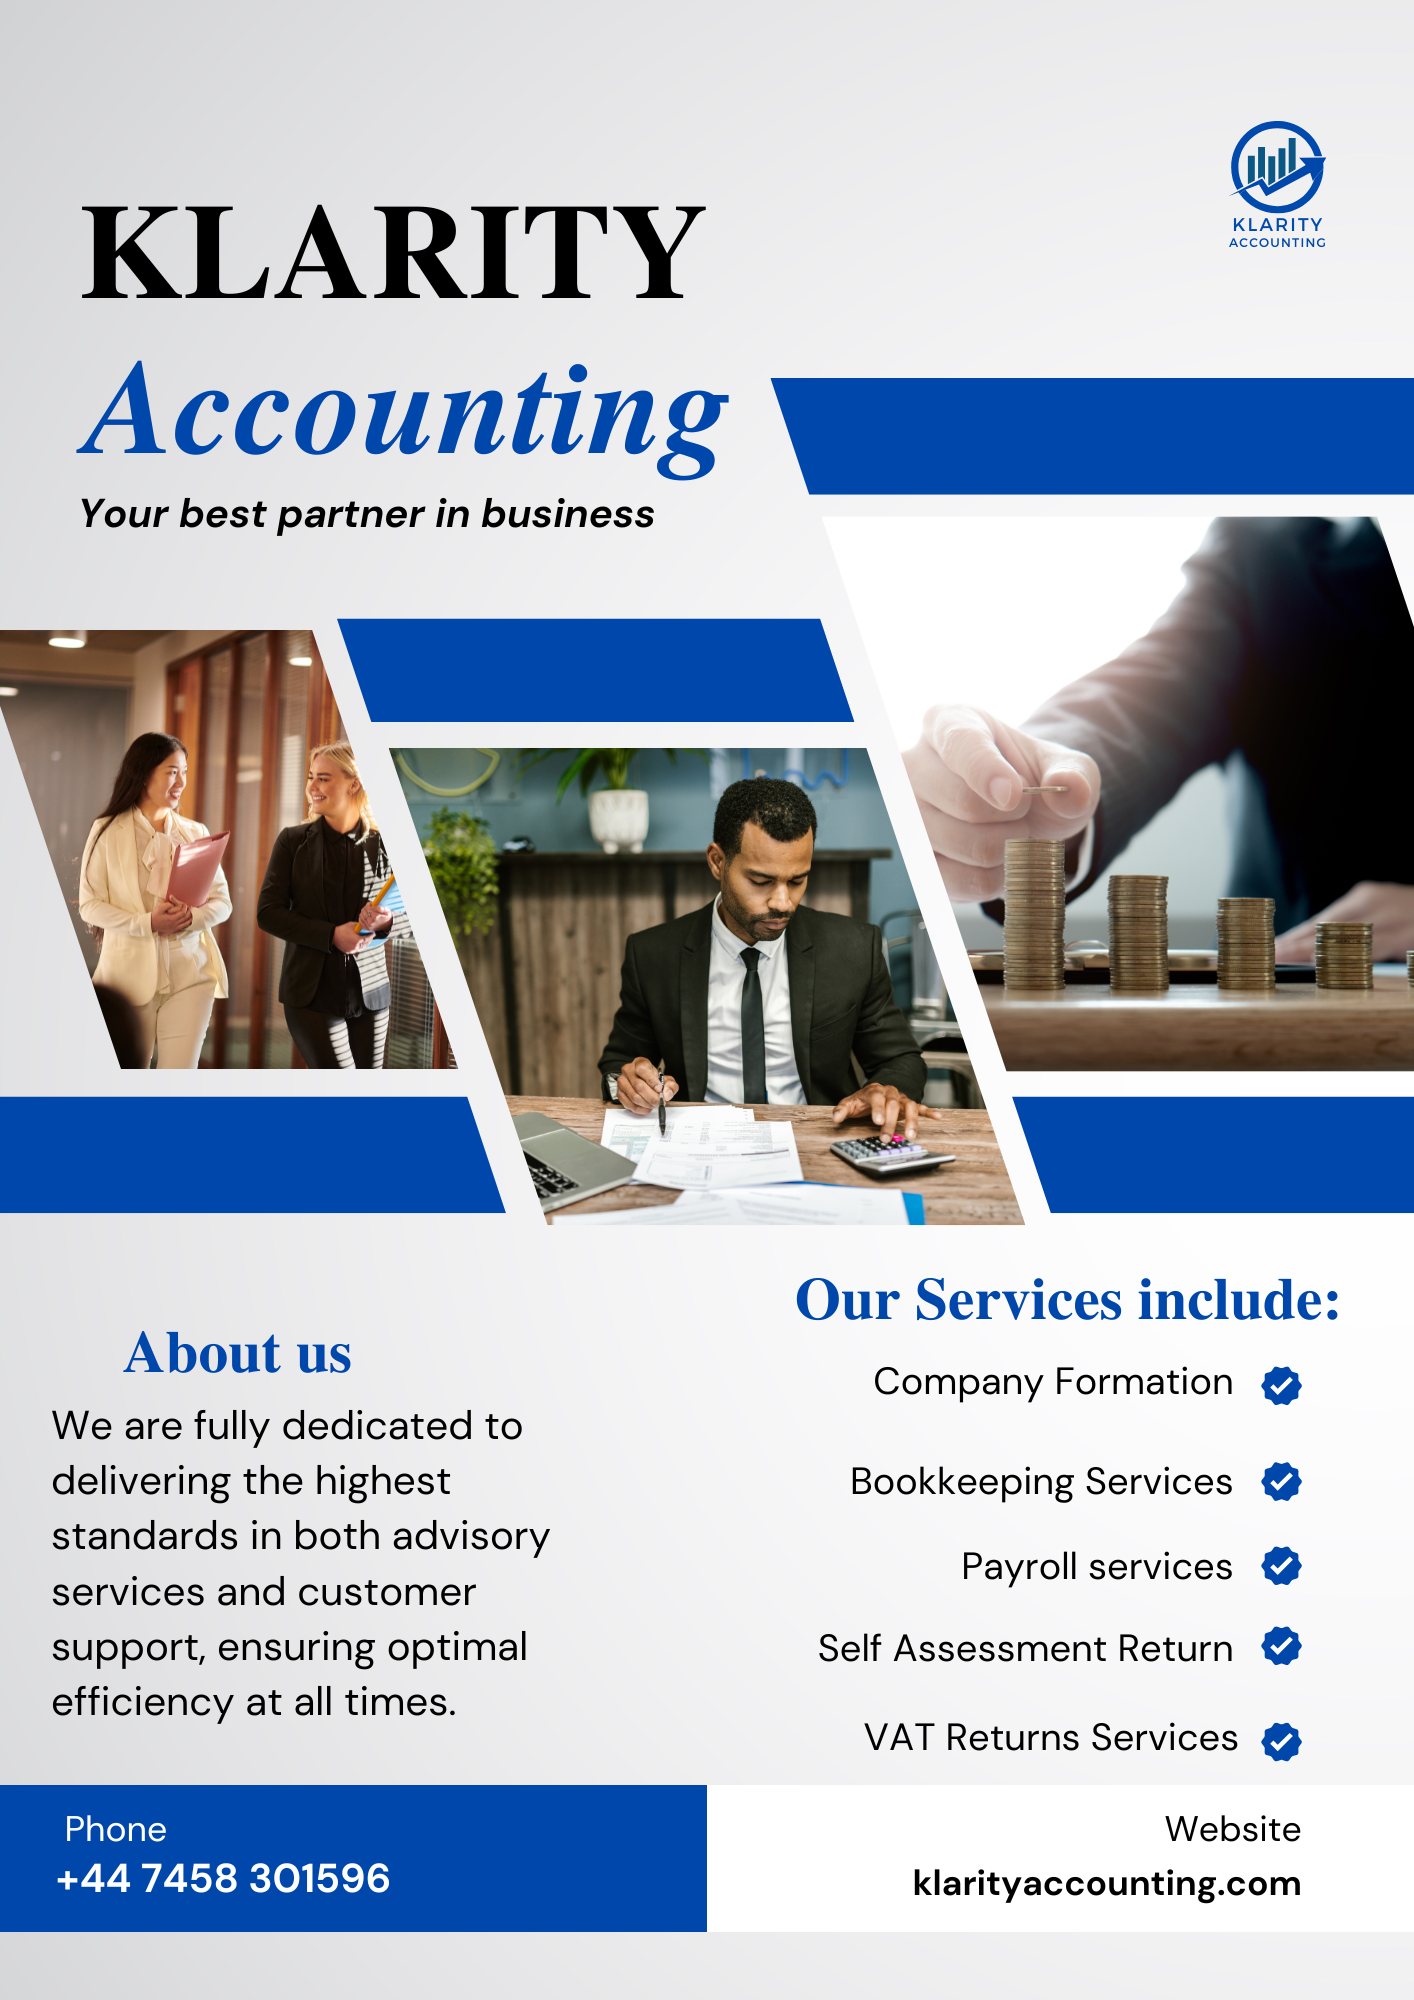 KLARITY
ACCOUNTING
KLARITY
Accounting
Your best partner in business
About us
We are fully dedicated to
delivering the highest
standards in both advisory
services and customer
support, ensuring optimal
efficiency at all times.
Our Services include:
Company Formation
Bookkeeping Services
Payroll services
Self Assessment Return
VAT Returns Services
Phone
+44 7458 301596
Website
klarityaccounting.com